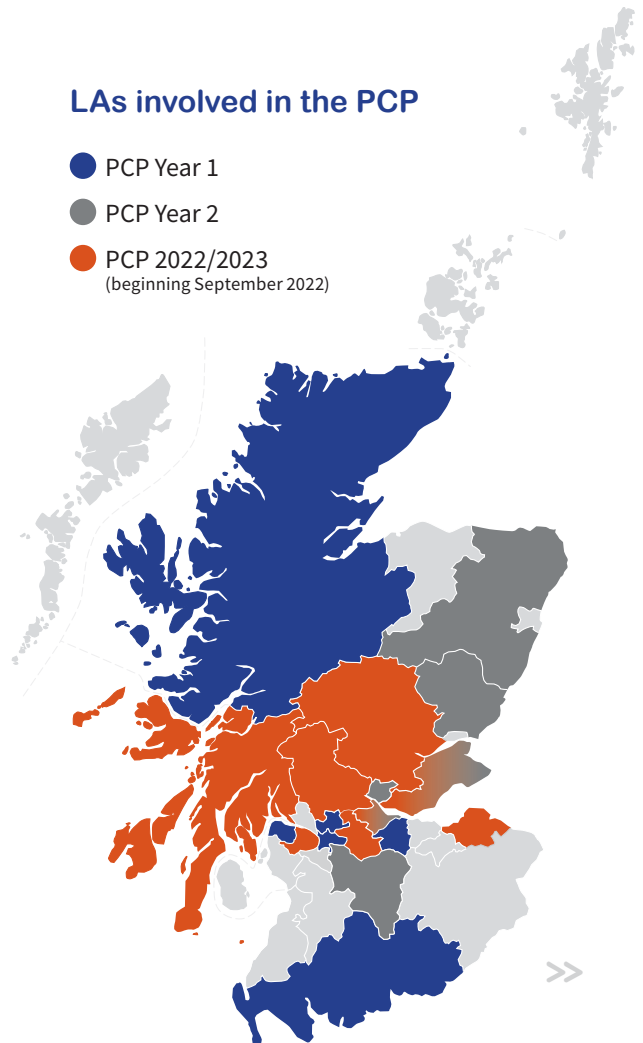 LAs involved in the PCP
PCP Year 1
PCP Year 2
PCP 2022/2023
(beginning September 2022)
>>